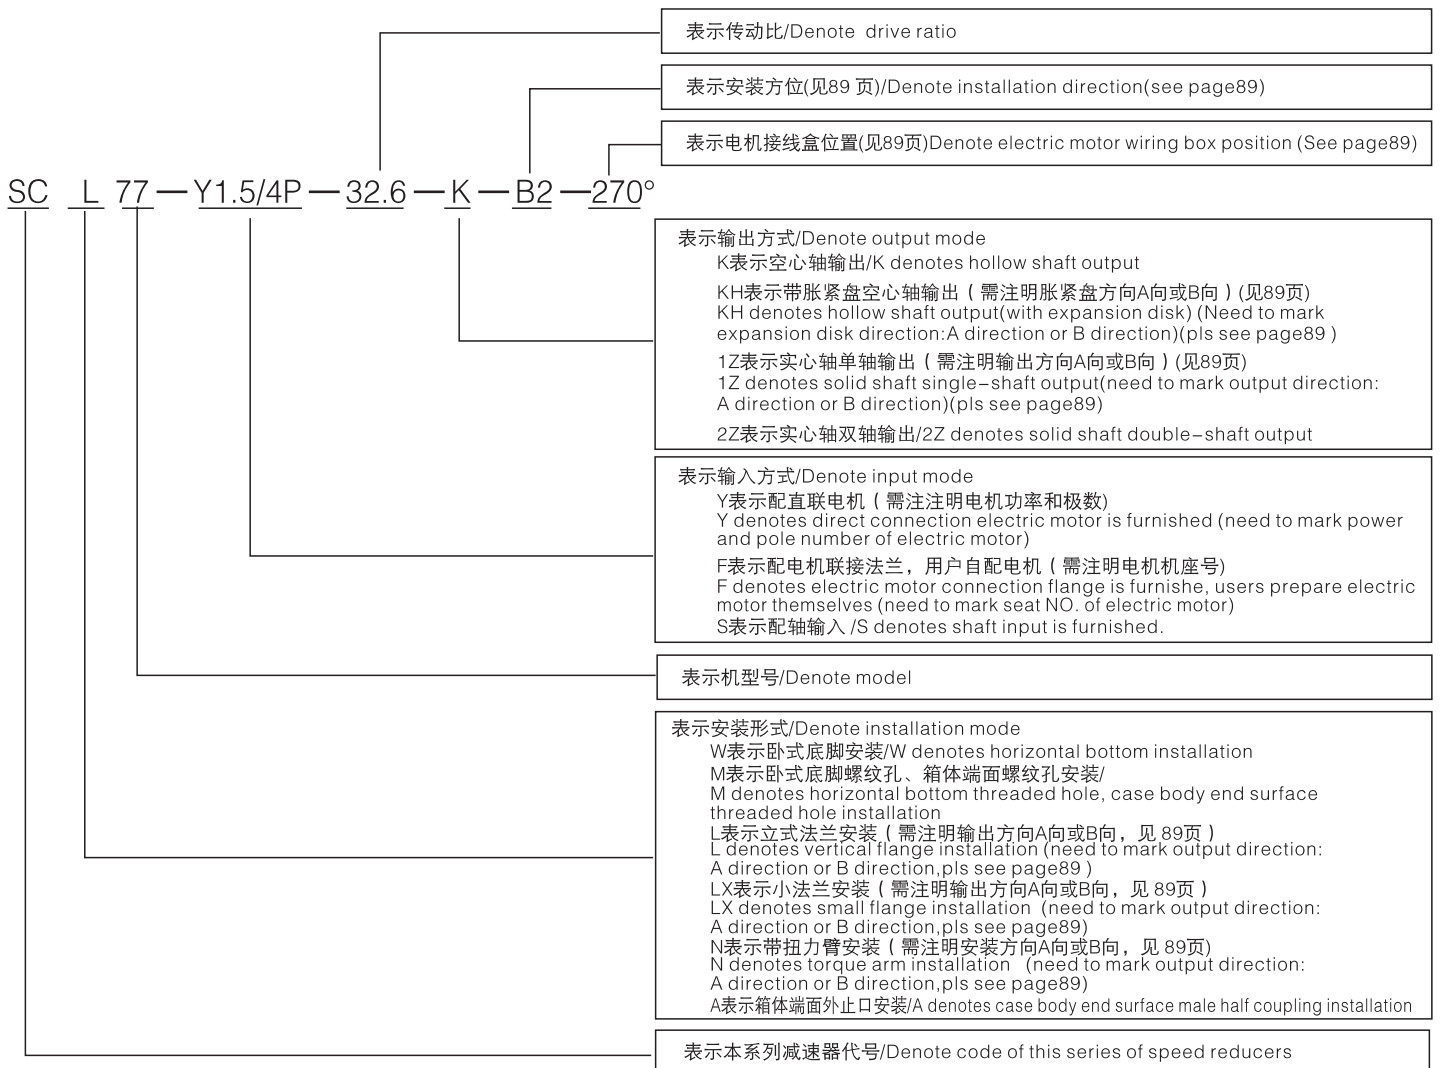 表示传动比/Denote drive ratio
表示安装方位(见89 页)/Denote installation direction(see page89)
表示电机接线盒位置(见89页)Denote electric motor wiring box position (See page89)
SC L 77—Y1.5/4P—32.6—K—B2—270°
表示输出方式/Denote output mode
K表示空心轴输出/K denotes hollow shaft output
KH表示带胀紧盘空心轴输出（需注明胀紧盘方向A向或B向）(见89页)
KH denotes hollow shaft output(with expansion disk) (Need to mark
expansion disk direction:A direction or B direction)(pls see page89 )
1Z表示实心轴单轴输出（需注明输出方向A向或B向）(见89页)
1Z denotes solid shaft single-shaft output(need to mark output direction:
A direction or B direction)(pls see page89)
2Z表示实心轴双轴输出/2Z denotes solid shaft double-shaft output
表示输入方式/Denote input mode
Y表示配直联电机（需注注明电机功率和极数)
Y denotes direct connection electric motor is furnished (need to mark power
and pole number of electric motor)
F表示配电机联接法兰，用户自配电机（需注明电机机座号)
F denotes electric motor connection flange is furnishe, users prepare electric
motor themselves (need to mark seat NO. of electric motor)
S表示配轴输入 /S denotes shaft input is furnished.
表示机型号/Denote model
表示安装形式/Denote installation mode
W表示卧式底脚安装/W denotes horizontal bottom installation
M表示卧式底脚螺纹孔、箱体端面螺纹孔安装/
M denotes horizontal bottom threaded hole, case body end surface
threaded hole installation
L表示立式法兰安装（需注明输出方向A向或B向，见 89页）
L denotes vertical flange installation (need to mark output direction:
A direction or B direction,pls see page89 )
LX表示小法兰安装（需注明输出方向A向或B向，见 89页）
LX denotes small flange installation (need to mark output direction:
A direction or B direction,pls see page89)
N表示带扭力臂安装（需注明安装方向A向或B向，见 89页)
N denotes torque arm installation (need to mark output direction:
A direction or B direction,pls see page89)
A表示箱体端面外止口安装/A denotes case body end surface male half coupling installation
表示本系列减速器代号/Denote code of this series of speed reducers